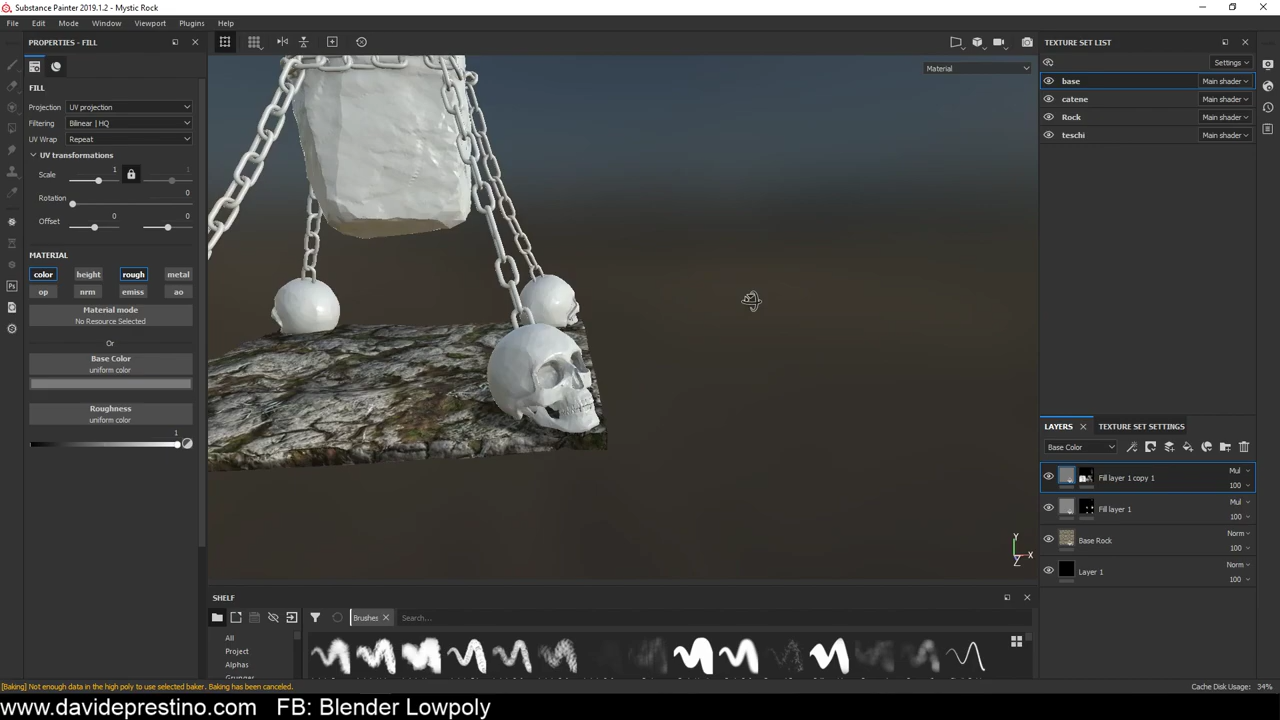 Substance Painter 2019.1.2 - Mystic Rock
File Edit Mode Window Viewport Plugins Help
PROPERTIES - FILL
FILL
Projection UV projection
Filtering Bilinear | HQ
UV Wrap Repeat
UV transformations
Scale 1 1
Rotation 0
Offset 0 0
MATERIAL
color height rough metal
op nrm emiss ao
Material mode
No Resource Selected
Or
Base Color
uniform color
Roughness
uniform color
1
Material
Y
X
Z
SHELF
Brushes Search...
All
Project
Alphas
Grunges
TEXTURE SET LIST
Settings
base Main shader
catene Main shader
Rock Main shader
teschi Main shader
LAYERS TEXTURE SET SETTINGS
Base Color
Fill layer 1 copy 1 Mul 100
Fill layer 1 Mul 100
Base Rock Norm 100
Layer 1 Norm 100
[Baking] Not enough data in the high poly to use selected baker. Baking has been canceled.
Cache Disk Usage: 34%
www.davideprestino.com FB: Blender Lowpoly